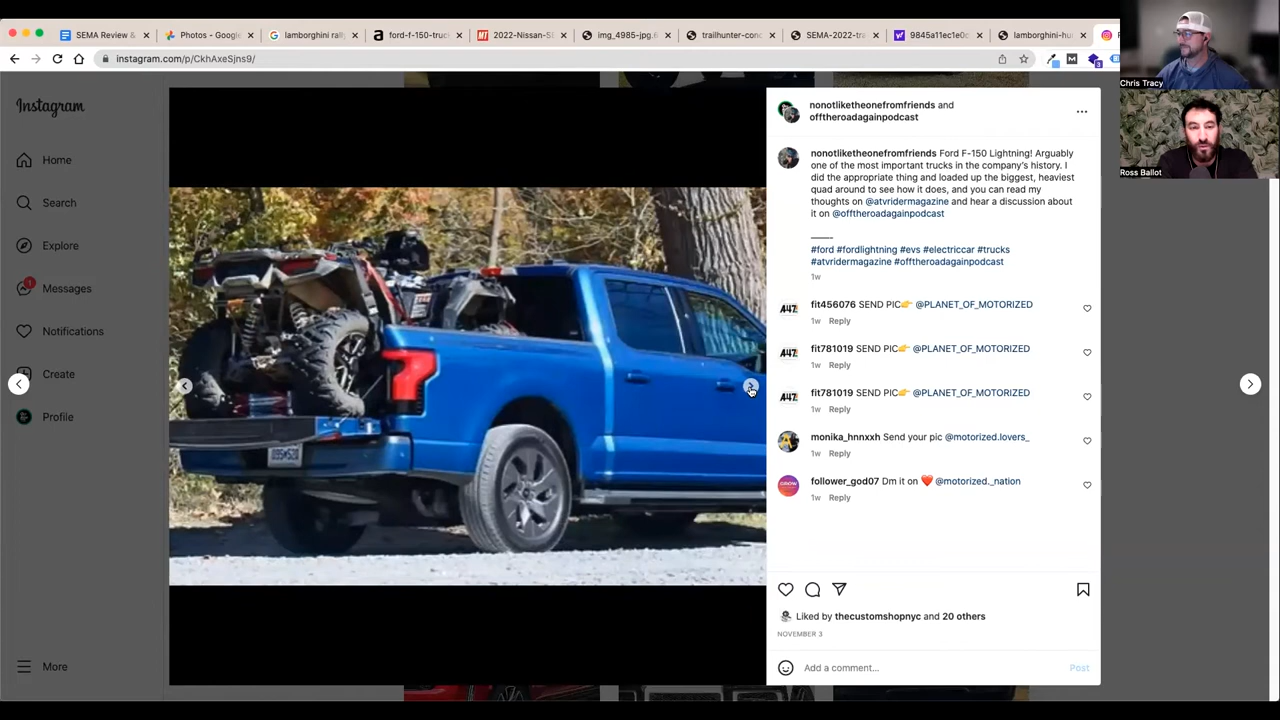 SEMA Review &
Photos - Google
lamborghini rall
ford-f-150-truc
2022-Nissan-S
img_4985-jpg.6
trailhunter-conc
SEMA-2022-tra
9845a11ec1e0c
lamborghini-hu
instagram.com/p/CkhAxeSjns9/
Chris Tracy
Ross Ballot
Instagram
Home
Search
Explore
1
Messages
Notifications
Create
Profile
More
nonotliketheonefromfriends and
offtheroadagainpodcast
nonotliketheonefromfriends Ford F-150 Lightning! Arguably
one of the most important trucks in the company's history. I
did the appropriate thing and loaded up the biggest, heaviest
quad around to see how it does, and you can read my
thoughts on @atvridermagazine and hear a discussion about
it on @offtheroadagainpodcast
——-
#ford #fordlightning #evs #electriccar #trucks
#atvridermagazine #offtheroadagainpodcast
1w
fit456076 SEND PIC👉 @PLANET_OF_MOTORIZED
1w Reply
fit781019 SEND PIC👉 @PLANET_OF_MOTORIZED
1w Reply
fit781019 SEND PIC👉 @PLANET_OF_MOTORIZED
1w Reply
monika_hnnxxh Send your pic @motorized.lovers_
1w Reply
follower_god07 Dm it on ❤️ @motorized._nation
1w Reply
Liked by thecustomshopnyc and 20 others
NOVEMBER 3
Add a comment...
Post